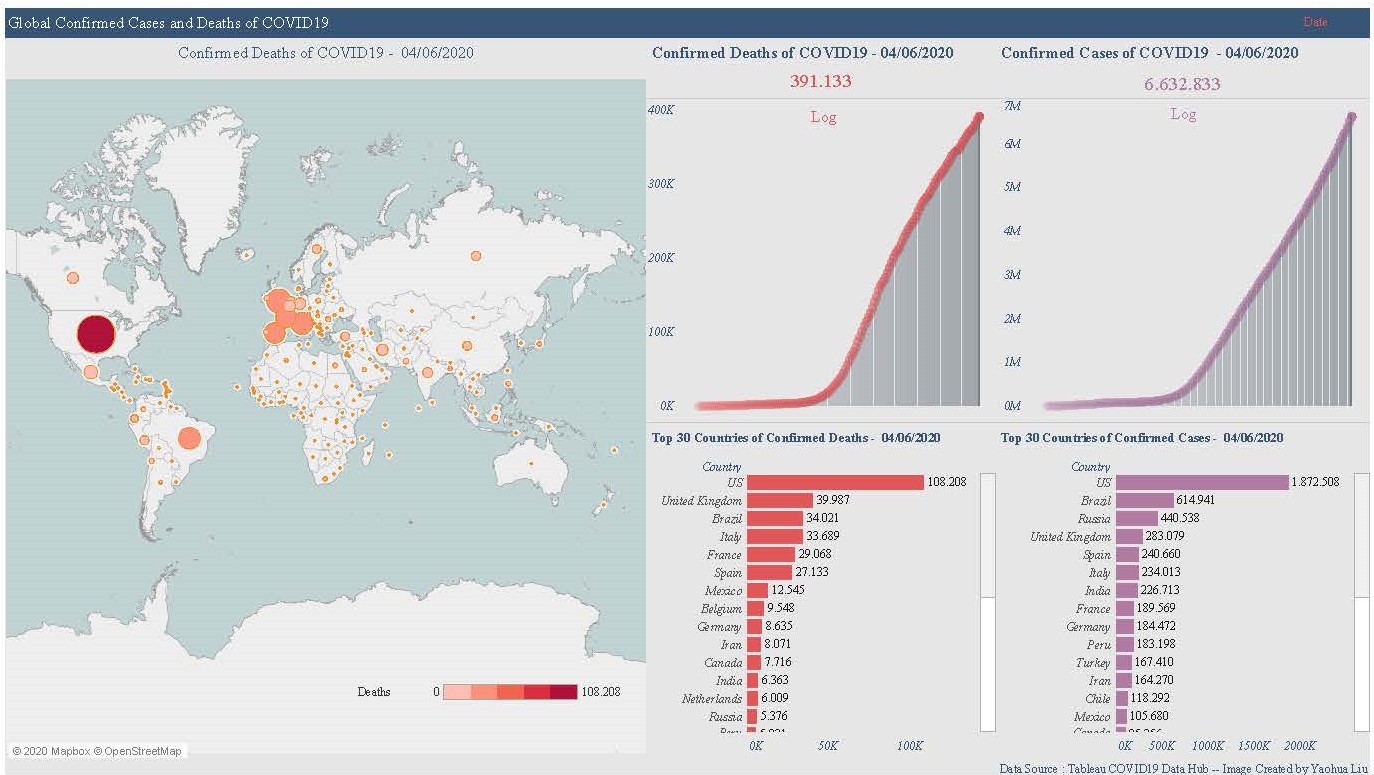 Global Confirmed Cases and Deaths of COVID19
Date
Confirmed Deaths of COVID19 - 04/06/2020
Deaths
0
108.208
© 2020 Mapbox © OpenStreetMap
Confirmed Deaths of COVID19 - 04/06/2020
391.133
Log
400K
300K
200K
100K
0K
Confirmed Cases of COVID19 - 04/06/2020
6.632.833
Log
7M
6M
5M
4M
3M
2M
1M
0M
Top 30 Countries of Confirmed Deaths - 04/06/2020
Country
US 108.208
United Kingdom 39.987
Brazil 34.021
Italy 33.689
France 29.068
Spain 27.133
Mexico 12.545
Belgium 9.548
Germany 8.635
Iran 8.071
Canada 7.716
India 6.363
Netherlands 6.009
Russia 5.376
Peru
0K 50K 100K
Top 30 Countries of Confirmed Cases - 04/06/2020
Country
US 1.872.508
Brazil 614.941
Russia 440.538
United Kingdom 283.079
Spain 240.660
Italy 234.013
India 226.713
France 189.569
Germany 184.472
Peru 183.198
Turkey 167.410
Iran 164.270
Chile 118.292
Mexico 105.680
Canada
0K 500K 1000K 1500K 2000K
Data Source : Tableau COVID19 Data Hub -- Image Created by Yaohua Liu